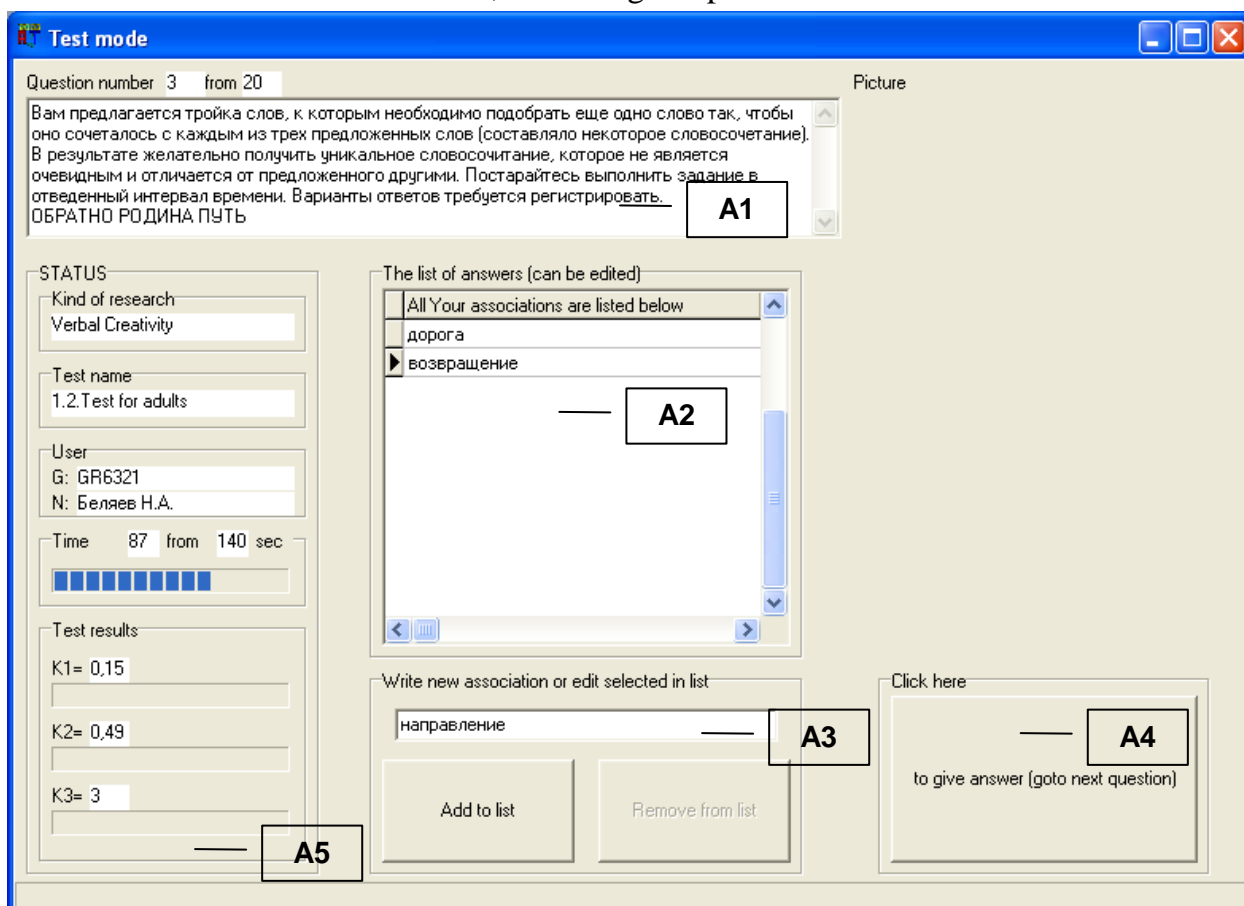 Test mode
Question number 3 from 20
Picture
Вам предлагается тройка слов, к которым необходимо подобрать еще одно слово так, чтобы
оно сочеталось с каждым из трех предложенных слов (составляло некоторое словосочетание).
В результате желательно получить уникальное словосочитание, которое не является
очевидным и отличается от предложенного другими. Постарайтесь выполнить задание в
отведенный интервал времени. Варианты ответов требуется регистрировать.
ОБРАТНО РОДИНА ПУТЬ
A1
STATUS
Kind of research
Verbal Creativity
Test name
1.2.Test for adults
User
G: GR6321
N: Беляев Н.А.
Time 87 from 140 sec
Test results
K1= 0,15
K2= 0,49
K3= 3
A5
The list of answers (can be edited)
All Your associations are listed below
дорога
возвращение
A2
Write new association or edit selected in list
направление
A3
Add to list
Remove from list
Click here
A4
to give answer (goto next question)